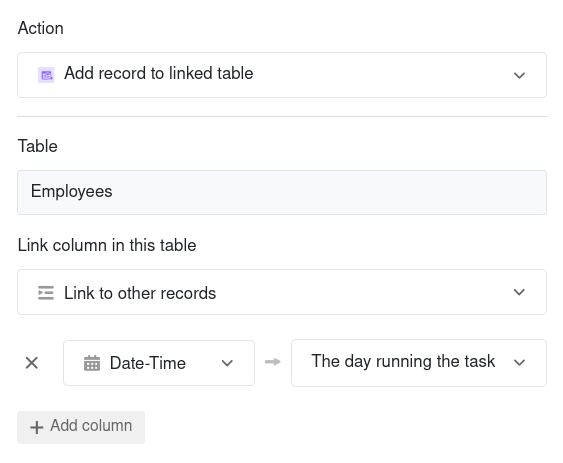 Action
Add record to linked table
Table
Employees
Link column in this table
Link to other records
Date-Time
The day running the task
Add column